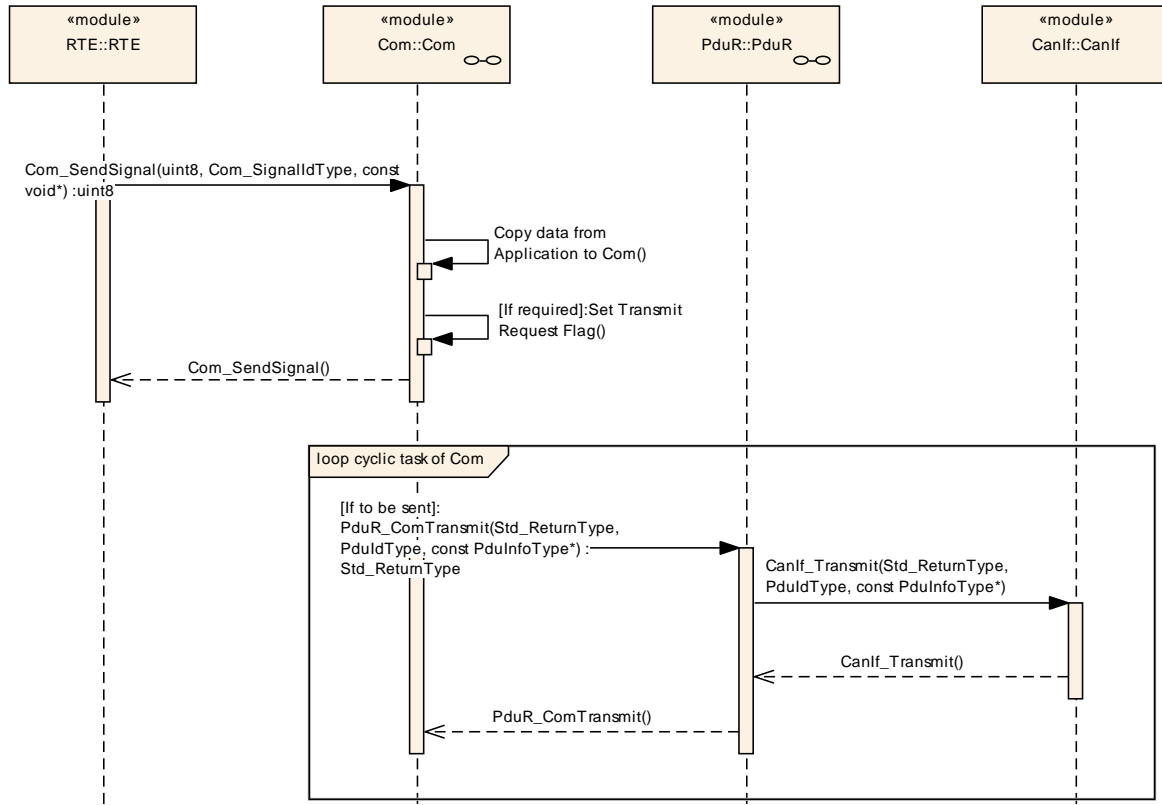 «module»
RTE::RTE
«module»
Com::Com
«module»
PduR::PduR
«module»
CanIf::CanIf
Com_SendSignal(uint8, Com_SignalIdType, const
void*) :uint8
Copy data from
Application to Com()
[If required]:Set Transmit
Request Flag()
Com_SendSignal()
loop cyclic task of Com
[If to be sent]:
PduR_ComTransmit(Std_ReturnType,
PduIdType, const PduInfoType*) :
Std_ReturnType
CanIf_Transmit(Std_ReturnType,
PduIdType, const PduInfoType*)
CanIf_Transmit()
PduR_ComTransmit()